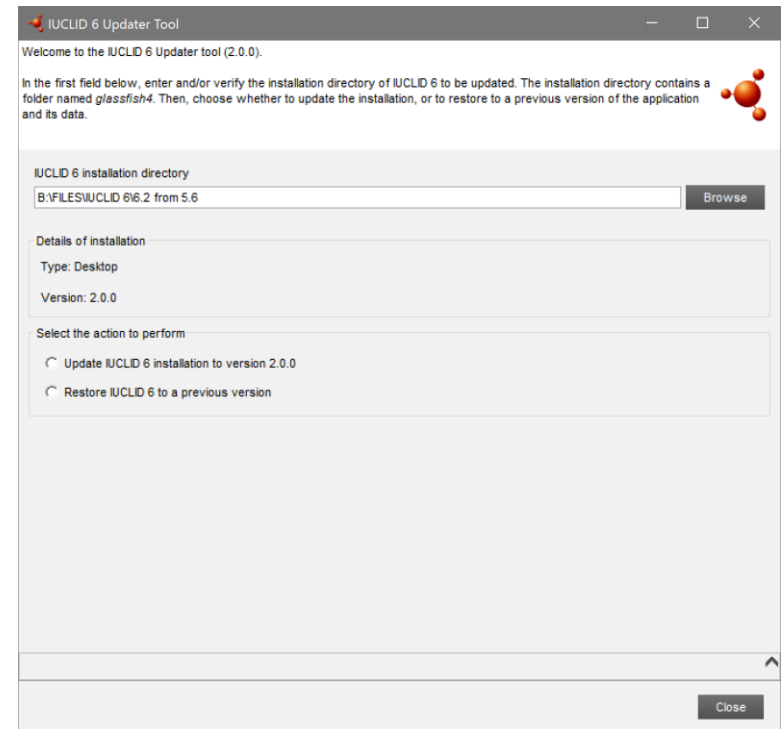 IUCLID 6 Updater Tool
Welcome to the IUCLID 6 Updater tool (2.0.0).
In the first field below, enter and/or verify the installation directory of IUCLID 6 to be updated. The installation directory contains a
folder named glassfish4. Then, choose whether to update the installation, or to restore to a previous version of the application
and its data.
IUCLID 6 installation directory
B:\FILES\IUCLID 6\6.2 from 5.6
Browse
Details of installation
Type: Desktop
Version: 2.0.0
Select the action to perform
Update IUCLID 6 installation to version 2.0.0
Restore IUCLID 6 to a previous version
Close